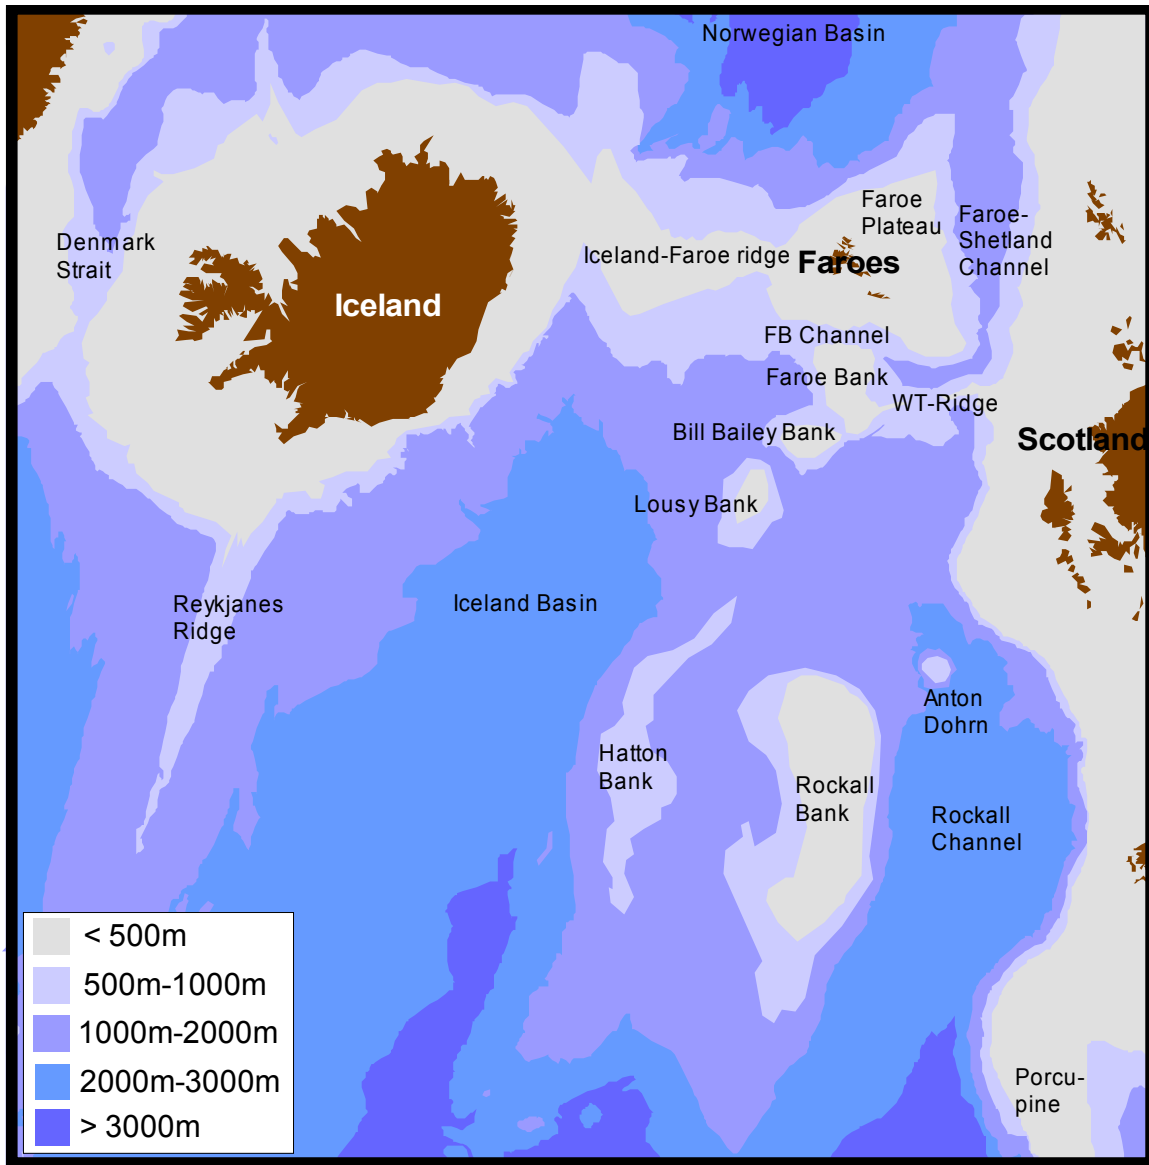 Norwegian Basin
Faroe
Plateau
Faroe-
Shetland
Channel
Denmark
Strait
Iceland-Faroe ridge
Faroes
Iceland
FB Channel
Faroe Bank
WT-Ridge
Bill Bailey Bank
Scotland
Lousy Bank
Reykjanes
Ridge
Iceland Basin
Anton
Dohrn
Hatton
Bank
Rockall
Bank
Rockall
Channel
< 500m
500m-1000m
1000m-2000m
2000m-3000m
> 3000m
Porcu-
pine